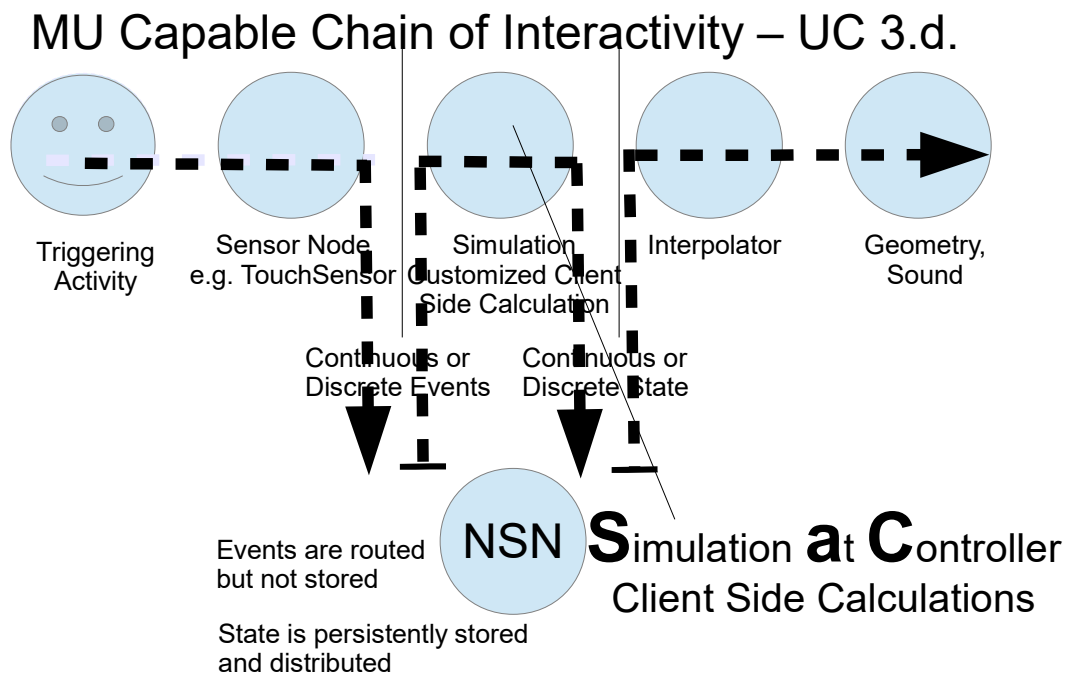 MU Capable Chain of Interactivity – UC 3.d.
Triggering
Activity
Sensor Node
e.g. TouchSensor
Simulation
Customized Client
Side Calculation
Interpolator
Geometry,
Sound
Continuous or
Discrete Events
Continuous or
Discrete State
NSN
Simulation at Controller
Client Side Calculations
Events are routed
but not stored
State is persistently stored
and distributed